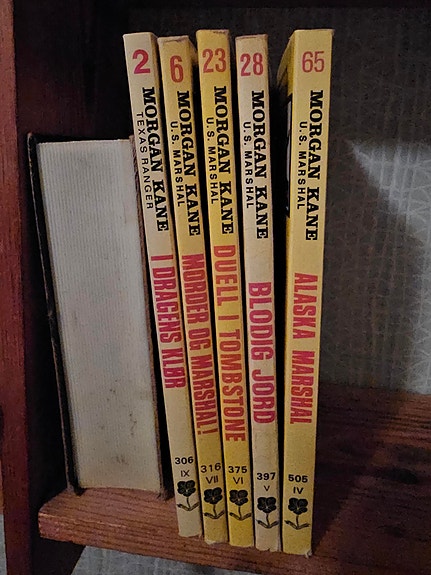 2
MORGAN KANE
TEXAS RANGER
I DRAGENS KLØR
306
IX
6
MORGAN KANE
U.S. MARSHAL
MORDER OG MARSHAL!
316
VII
23
MORGAN KANE
U.S. MARSHAL
DUELL I TOMBSTONE
375
VI
28
MORGAN KANE
U.S. MARSHAL
BLODIG JORD
397
V
65
MORGAN KANE
U.S. MARSHAL
ALASKA MARSHAL
505
IV